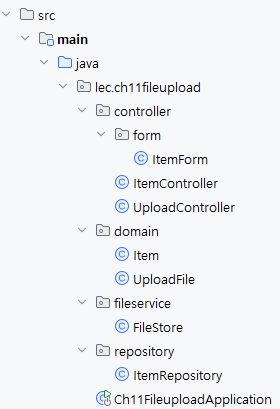 src
main
java
lec.ch11fileupload
controller
form
ItemForm
ItemController
UploadController
domain
Item
UploadFile
fileservice
FileStore
repository
ItemRepository
Ch11FileuploadApplication